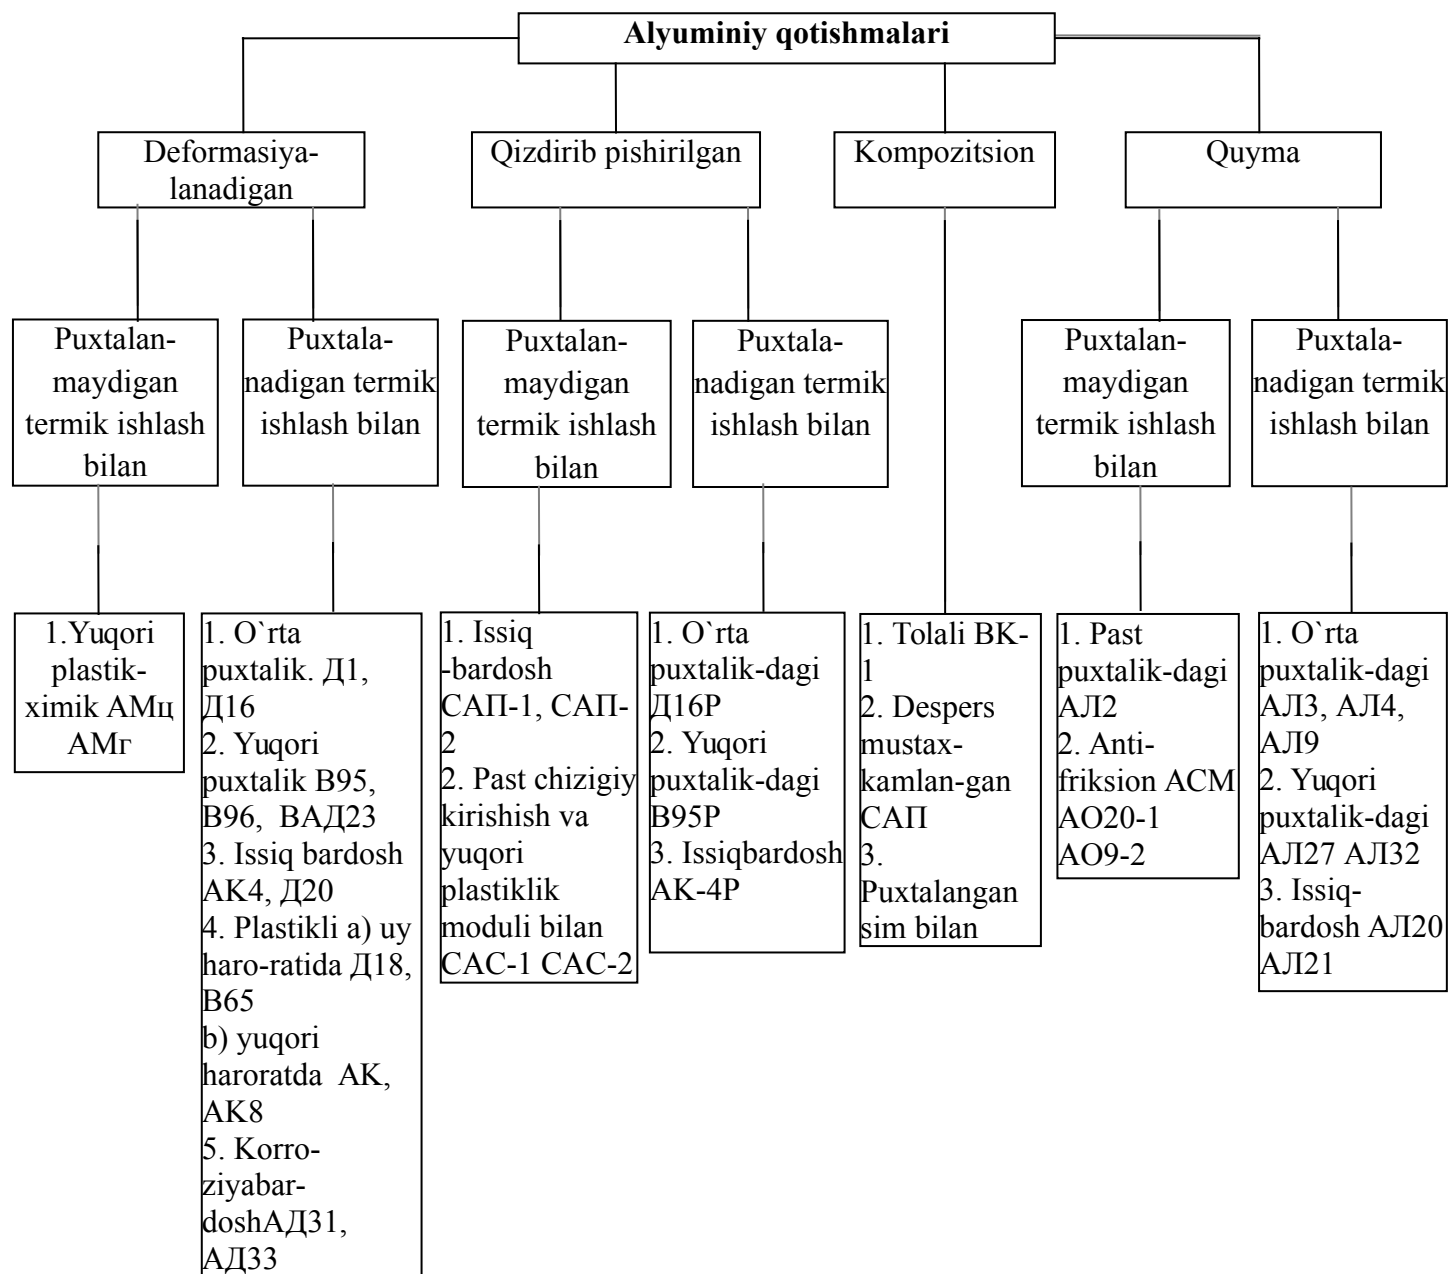 Alyuminiy qotishmalari
Deformasiya-
lanadigan
Qizdirib pishirilgan
Kompozitsion
Quyma
Puxtalan-
maydigan
termik ishlash
bilan
Puxtala-
nadigan termik
ishlash bilan
Puxtalan-
maydigan
termik ishlash
bilan
Puxtala-
nadigan termik
ishlash bilan
Puxtalan-
maydigan
termik ishlash
bilan
Puxtala-
nadigan termik
ishlash bilan
1.Yuqori
plastik-
ximik АМц
АМг
1. O`rta
puxtalik. Д1,
Д16
2. Yuqori
puxtalik В95,
В96,  ВАД23
3. Issiq bardosh
АК4, Д20
4. Plastikli a) uy
haro-ratida Д18,
В65
b) yuqori
haroratda  АК,
АК8
5. Korro-
ziyabar-
doshАД31,
АД33
1. Issiq
-bardosh
САП-1, САП-
2
2. Past chizigiy
kirishish va
yuqori
plastiklik
moduli bilan
САС-1 САС-2
1. O`rta
puxtalik-dagi
Д16Р
2. Yuqori
puxtalik-dagi
В95Р
3. Issiqbardosh
АК-4Р
1. Tolali ВК-
1
2. Despers
mustax-
kamlan-gan
САП
3.
Puxtalangan
sim bilan
1. Past
puxtalik-dagi
АЛ2
2. Anti-
friksion АСМ
АО20-1
АО9-2
1. O`rta
puxtalik-dagi
АЛ3, АЛ4,
АЛ9
2. Yuqori
puxtalik-dagi
АЛ27 АЛ32
3. Issiq-
bardosh АЛ20
АЛ21